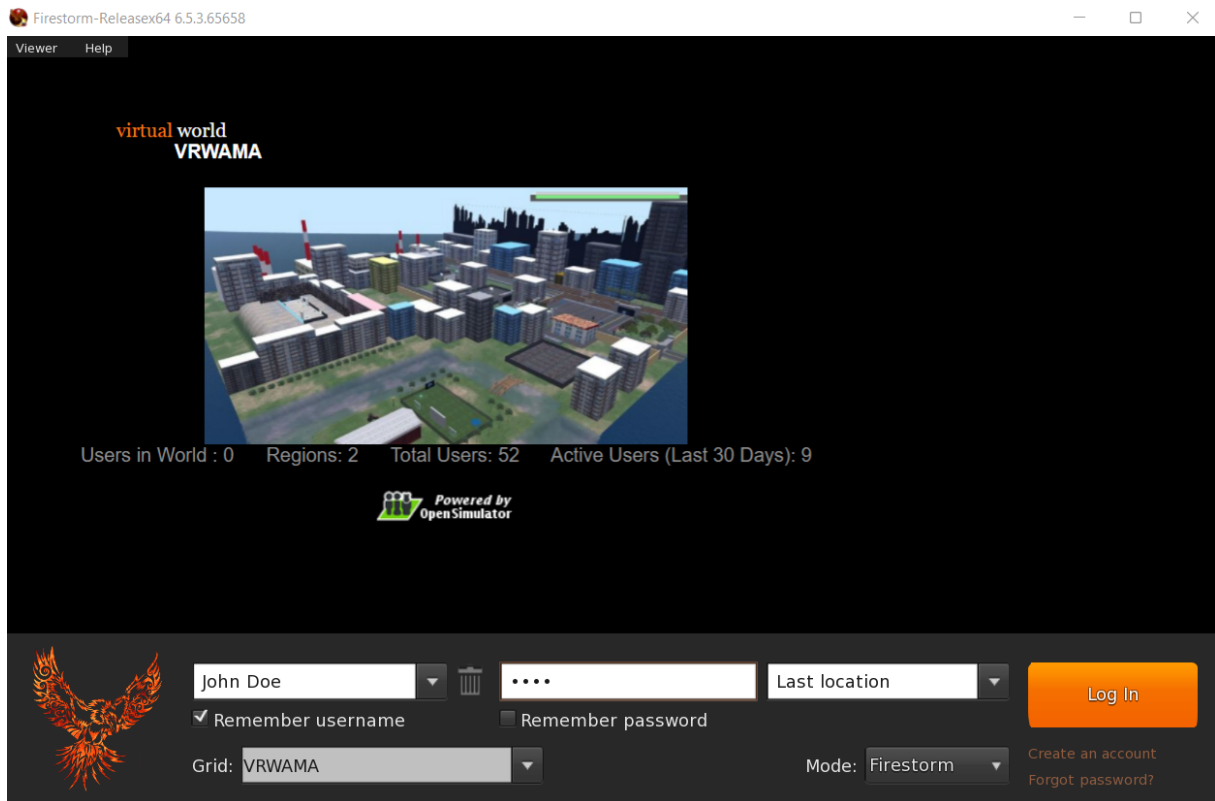 Firestorm-Releasex64 6.5.3.65658
Viewer Help
virtual world
VRWAMA
Users in World : 0 Regions: 2 Total Users: 52 Active Users (Last 30 Days): 9
Powered by
OpenSimulator
John Doe •••• Last location Log In
Remember username Remember password
Grid: VRWAMA Mode: Firestorm
Create an account
Forgot password?